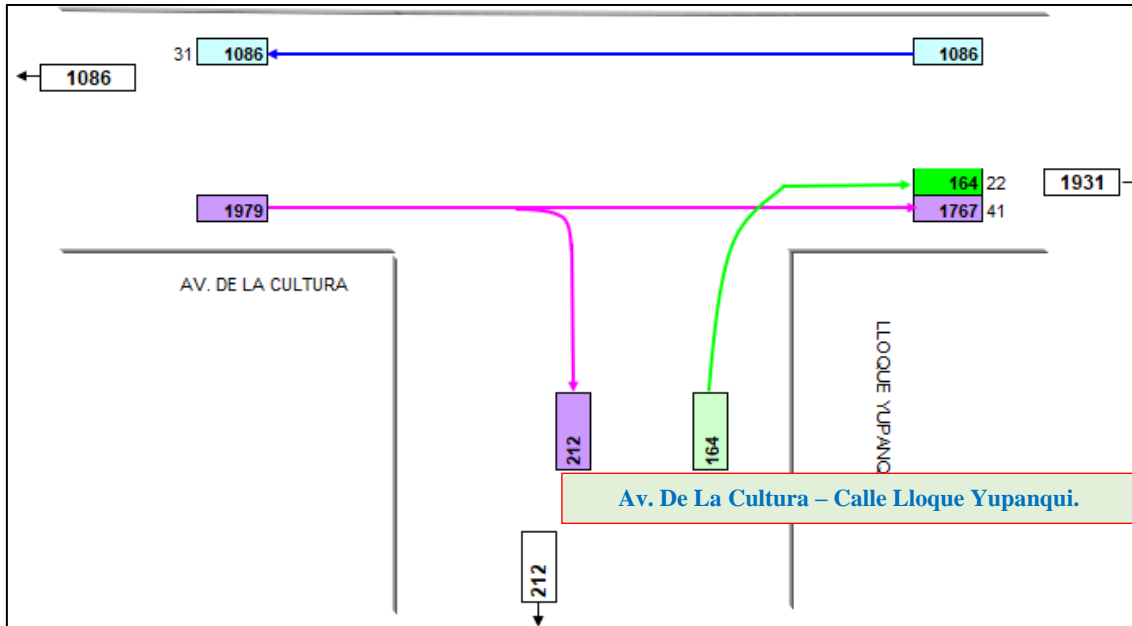 31 1086 1086
1086
164 22 1931
1979 1767 41
AV. DE LA CULTURA
LLOQUE YUPANQ
212 164
Av. De La Cultura – Calle Lloque Yupanqui.
212